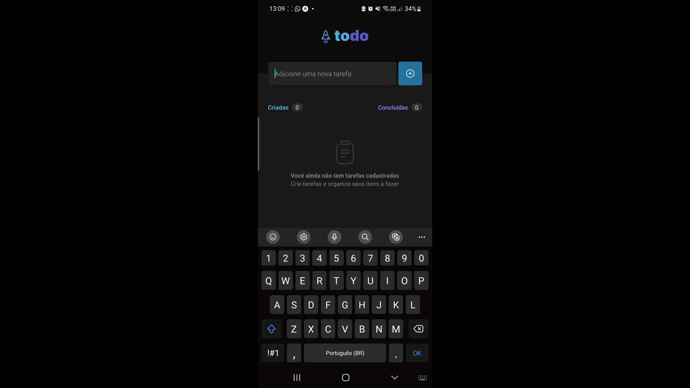 13:09
34%
todo
Adicione uma nova tarefa
Criadas 0
Concluídas 0
Você ainda não tem tarefas cadastradas
Crie tarefas e organize seus itens a fazer
1 2 3 4 5 6 7 8 9 0
Q W E R T Y U I O P
A S D F G H J K L
Z X C V B N M
!#1 , Português (BR) . OK